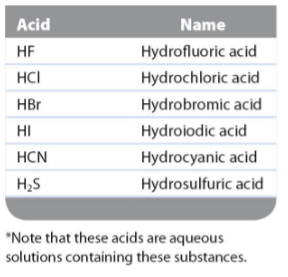 Acid Name
HF Hydrofluoric acid
HCl Hydrochloric acid
HBr Hydrobromic acid
HI Hydroiodic acid
HCN Hydrocyanic acid
H₂S Hydrosulfuric acid
*Note that these acids are aqueous
solutions containing these substances.